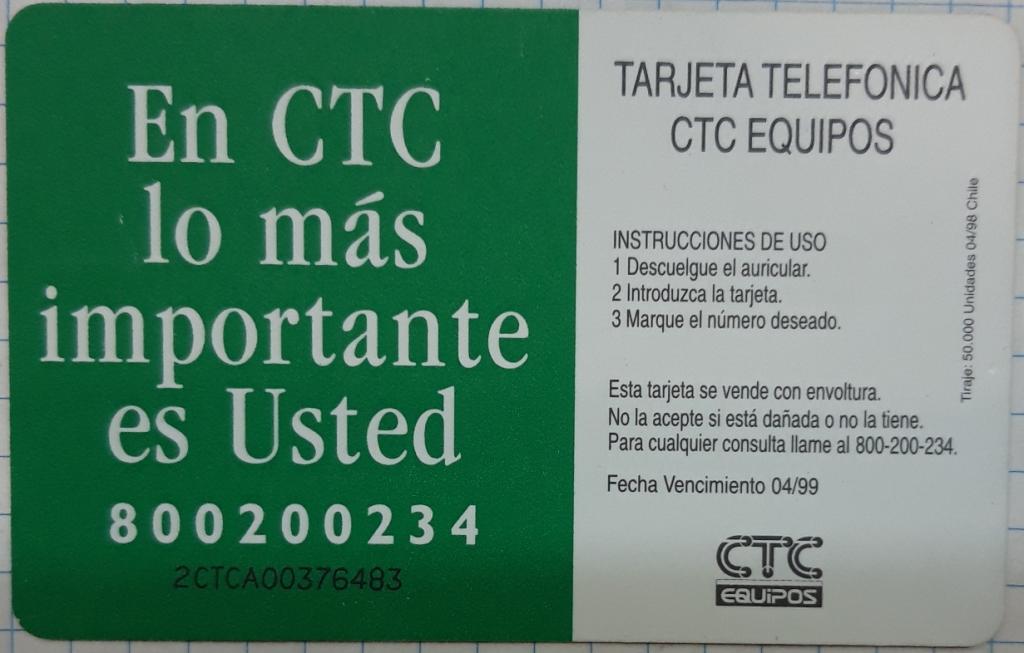 En CTC
lo más
importante
es Usted
800200234
2CTCA00376483
TARJETA TELEFONICA
CTC EQUIPOS
INSTRUCCIONES DE USO
1 Descuelgue el auricular.
2 Introduzca la tarjeta.
3 Marque el número deseado.
Esta tarjeta se vende con envoltura.
No la acepte si está dañada o no la tiene.
Para cualquier consulta llame al 800-200-234.
Fecha Vencimiento 04/99
CTC
EQUIPOS
Tiraje: 50.000 Unidades 04/98 Chile